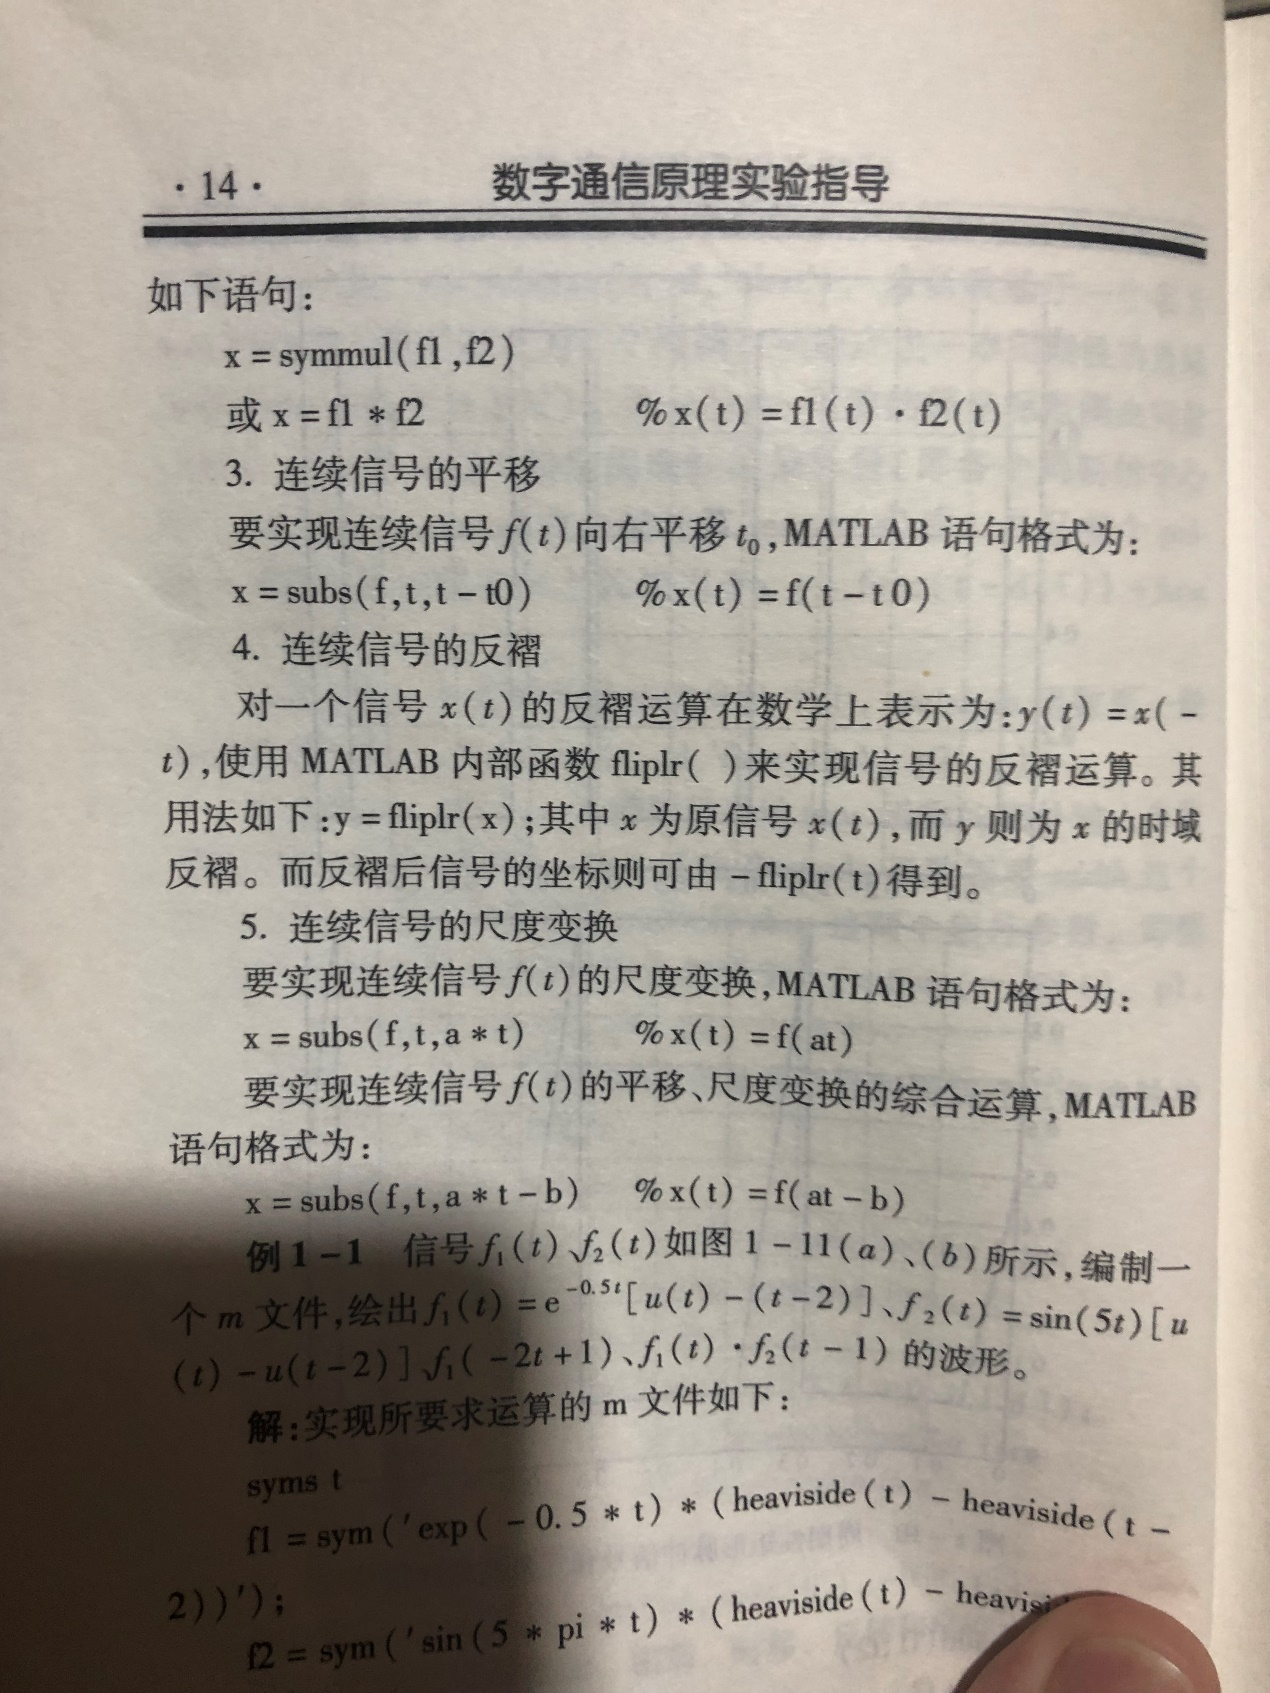 · 14 · 数字通信原理实验指导
如下语句:
x = symmul(f1,f2)
或 x = f1 * f2 %x(t) = f1(t) · f2(t)
3. 连续信号的平移
要实现连续信号f(t)向右平移 t₀,MATLAB 语句格式为:
x = subs(f,t,t - t0) %x(t) = f(t - t0)
4. 连续信号的反褶
对一个信号 x(t)的反褶运算在数学上表示为:y(t) = x( -
t),使用 MATLAB 内部函数 fliplr( )来实现信号的反褶运算。其
用法如下:y = fliplr(x);其中 x 为原信号 x(t),而 y 则为 x 的时域
反褶。而反褶后信号的坐标则可由 - fliplr(t)得到。
5. 连续信号的尺度变换
要实现连续信号f(t)的尺度变换,MATLAB 语句格式为:
x = subs(f,t,a * t) %x(t) = f(at)
要实现连续信号f(t)的平移、尺度变换的综合运算,MATLAB
语句格式为:
x = subs(f,t,a * t - b) %x(t) = f(at - b)
例 1 - 1 信号f₁(t)、f₂(t)如图 1 - 11(a)、(b)所示,编制一
个 m 文件,绘出f₁(t) = e^{-0.5t}[u(t) - (t - 2)]、f₂(t) = sin(5t)[u
(t) - u(t - 2)]、f₁( - 2t + 1)、f₁(t) · f₂(t - 1) 的波形。
解:实现所要求运算的 m 文件如下:
syms t
f1 = sym('exp( - 0.5 * t) * (heaviside(t) - heaviside(t -
2))');
f2 = sym('sin(5 * pi * t) * (heaviside(t) -